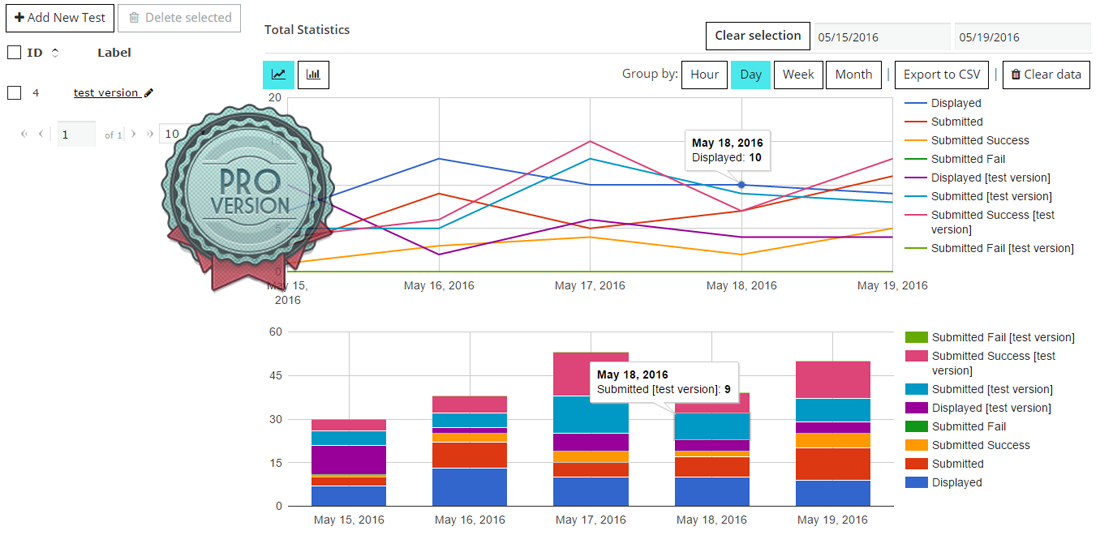 Add New Test
Delete selected
ID
Label
4
test version
1
of 1
10
PRO
VERSION
Total Statistics
Clear selection
05/15/2016
05/19/2016
Group by:
Hour
Day
Week
Month
|
Export to CSV
|
Clear data
20
5
0
May 18, 2016
Displayed: 10
May 15,
2016
May 16, 2016
May 17, 2016
May 18, 2016
May 19, 2016
Displayed
Submitted
Submitted Success
Submitted Fail
Displayed [test version]
Submitted [test version]
Submitted Success [test
version]
Submitted Fail [test version]
60
45
30
15
0
May 18, 2016
Submitted [test version]: 9
May 15, 2016
May 16, 2016
May 17, 2016
May 18, 2016
May 19, 2016
Submitted Fail [test version]
Submitted Success [test
version]
Submitted [test version]
Displayed [test version]
Submitted Fail
Submitted Success
Submitted
Displayed